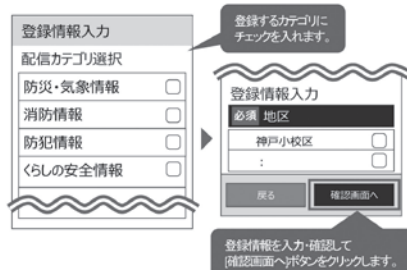 登録情報入力
配信カテゴリ選択
防災・気象情報
消防情報
防犯情報
くらしの安全情報
登録するカテゴリに
チェックを入れます。
登録情報入力
必須 地区
神戸小校区
:
戻る
確認画面へ
登録情報を入力・確認して
[確認画面へ]ボタンをクリックします。